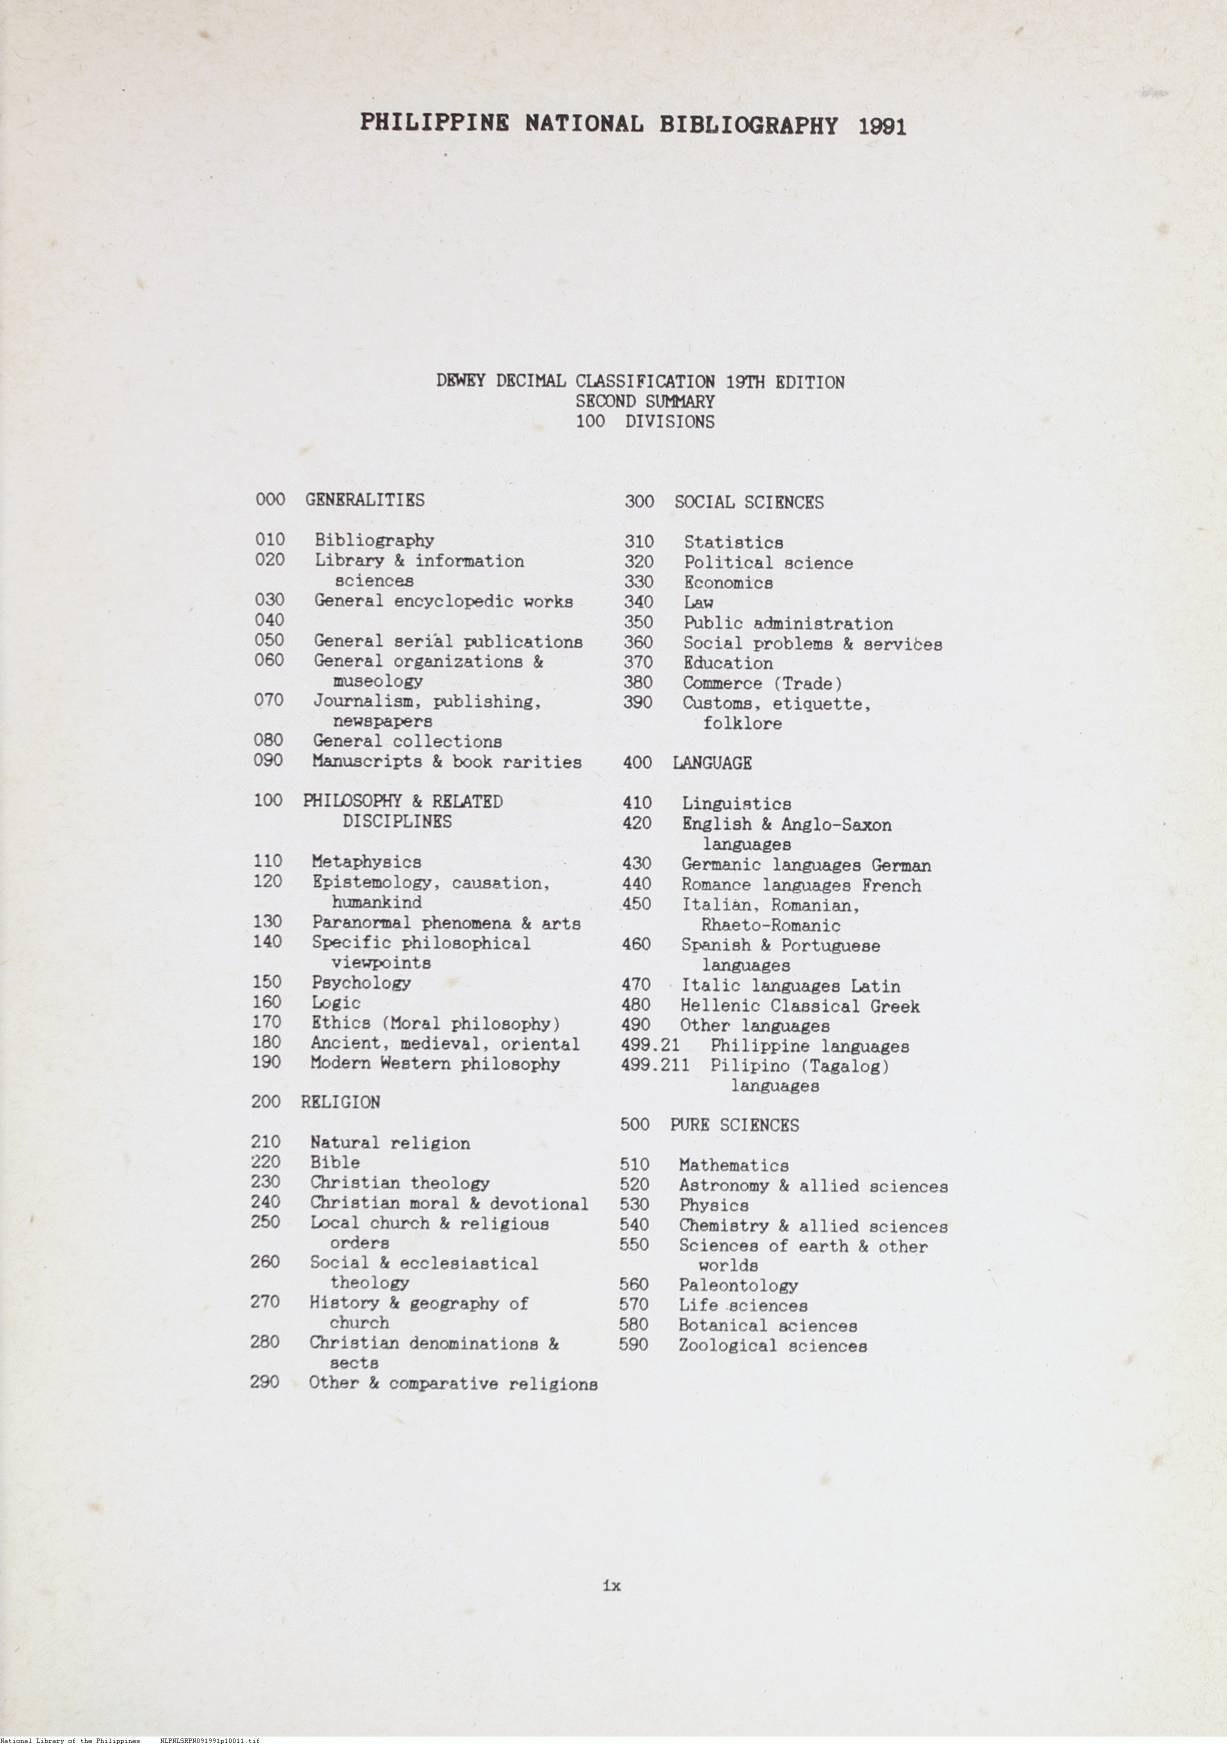 PHILIPPINE NATIONAL BIBLIOGRAPHY 1991
DEWEY DECIMAL CLASSIFICATION 19TH EDITION
SECOND SUMMARY
100 DIVISIONS
000 GENERALITIES
010 Bibliography
020 Library & information
sciences
030 General encyclopedic works
040
050 General serial publications
060 General organizations &
museology
070 Journalism, publishing,
newspapers
080 General collections
090 Manuscripts & book rarities
100 PHILOSOPHY & RELATED
DISCIPLINES
110 Metaphysics
120 Epistemology, causation,
humankind
130 Paranormal phenomena & arts
140 Specific philosophical
viewpoints
150 Psychology
160 Logic
170 Ethics (Moral philosophy)
180 Ancient, medieval, oriental
190 Modern Western philosophy
200 RELIGION
210 Natural religion
220 Bible
230 Christian theology
240 Christian moral & devotional
250 Local church & religious
orders
260 Social & ecclesiastical
theology
270 History & geography of
church
280 Christian denominations &
sects
290 Other & comparative religions
300 SOCIAL SCIENCES
310 Statistics
320 Political science
330 Economics
340 Law
350 Public administration
360 Social problems & services
370 Education
380 Commerce (Trade)
390 Customs, etiquette,
folklore
400 LANGUAGE
410 Linguistics
420 English & Anglo-Saxon
languages
430 Germanic languages German
440 Romance languages French
450 Italian, Romanian,
Rhaeto-Romanic
460 Spanish & Portuguese
languages
470 Italic languages Latin
480 Hellenic Classical Greek
490 Other languages
499.21 Philippine languages
499.211 Pilipino (Tagalog)
languages
500 PURE SCIENCES
510 Mathematics
520 Astronomy & allied sciences
530 Physics
540 Chemistry & allied sciences
550 Sciences of earth & other
worlds
560 Paleontology
570 Life sciences
580 Botanical sciences
590 Zoological sciences
ix
National Library of the Philippines NLPNLSRPN091991p10011.tif